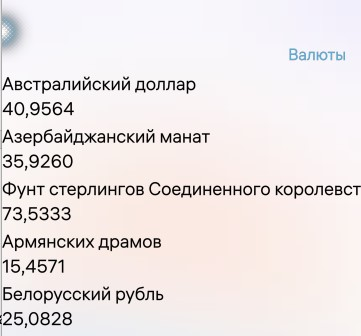 Валюты
Австралийский доллар
40,9564
Азербайджанский манат
35,9260
Фунт стерлингов Соединенного королевст
73,5333
Армянских драмов
15,4571
Белорусский рубль
25,0828